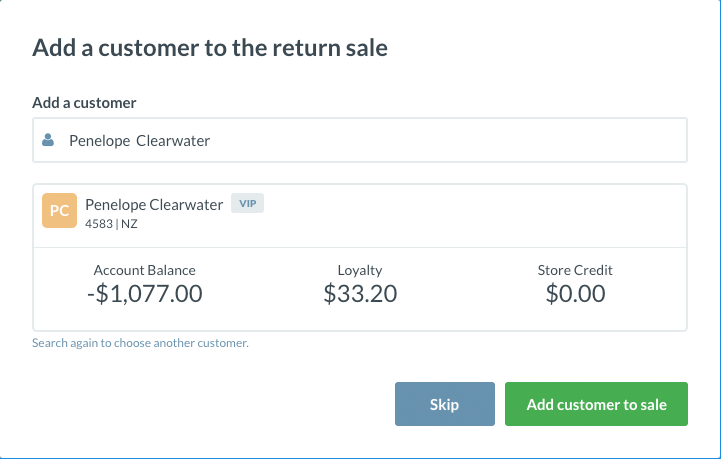 Add a customer to the return sale
Add a customer
Penelope Clearwater
PC
Penelope Clearwater VIP
4583 | NZ
Account Balance Loyalty Store Credit
-$1,077.00 $33.20 $0.00
Search again to choose another customer.
Skip Add customer to sale